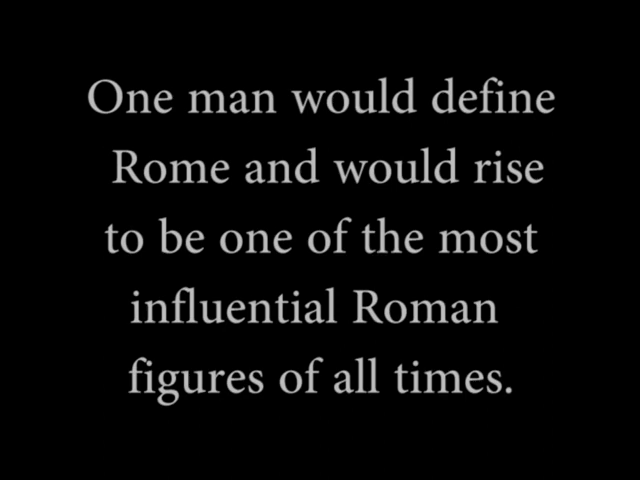 One man would define
Rome and would rise
to be one of the most
influential Roman
figures of all times.